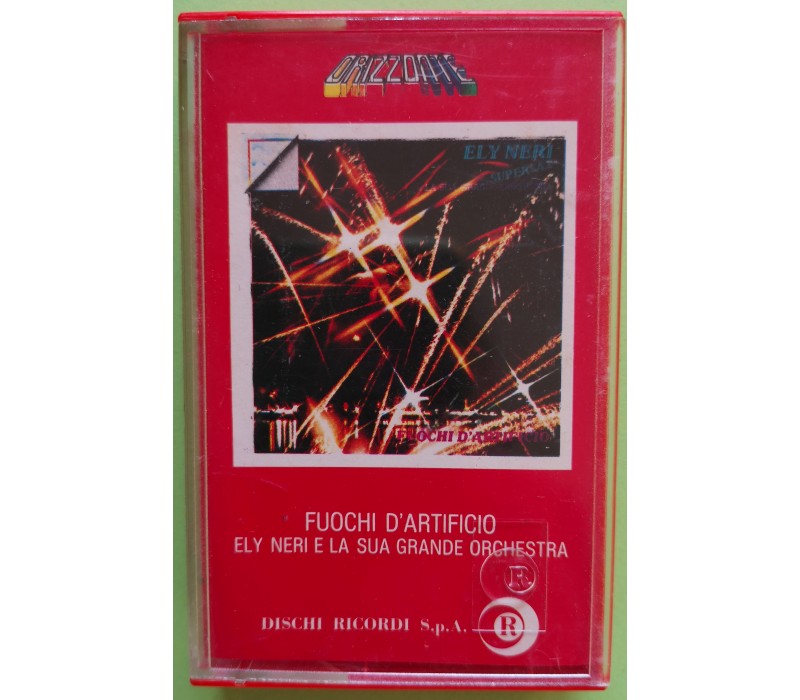 ORIZZONTE
ELY NERI
FUOCHI D'ARTIFICIO
FUOCHI D'ARTIFICIO
ELY NERI E LA SUA GRANDE ORCHESTRA
R
DISCHI RICORDI S.p.A.
R